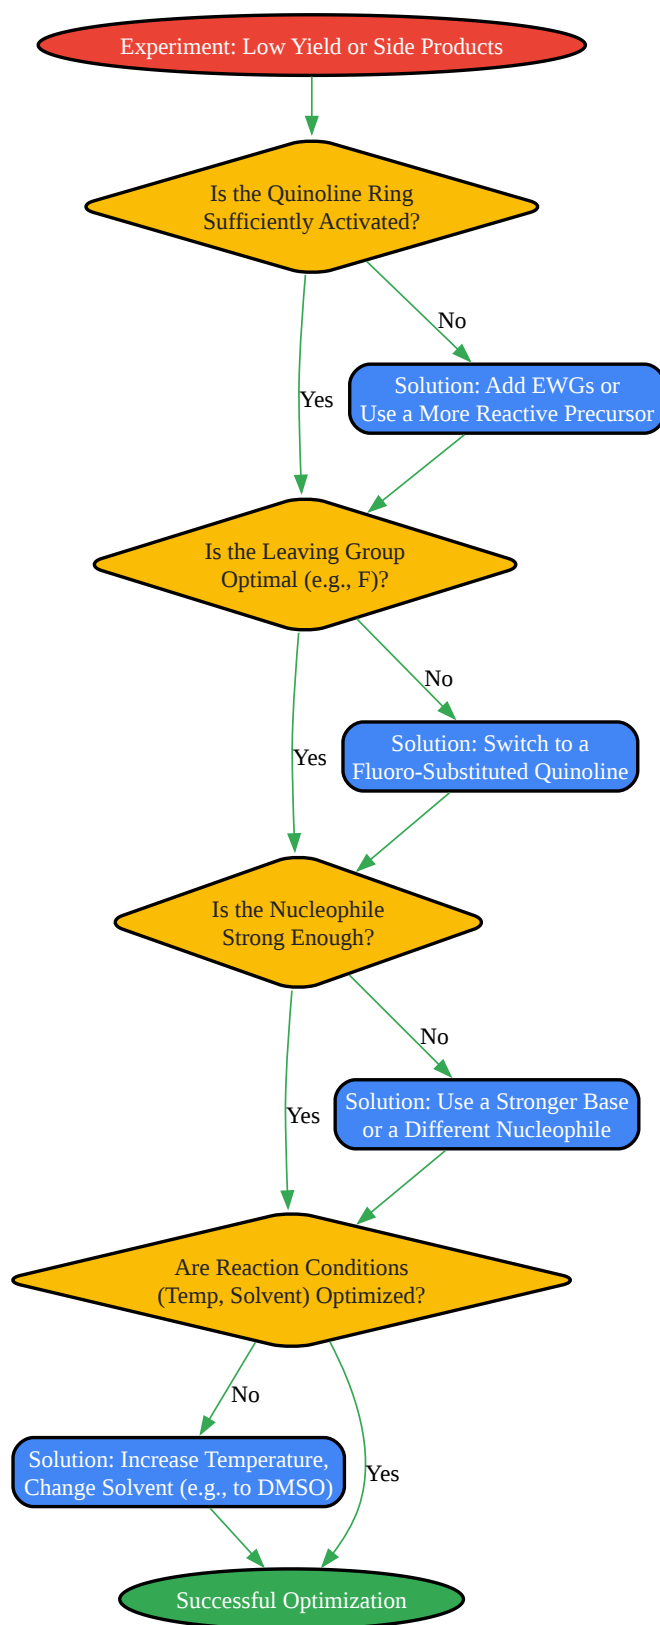 Experiment: Low Yield or Side Products
Is the Quinoline Ring
Sufficiently Activated?
No
Yes
Solution: Add EWGs or
Use a More Reactive Precursor
Is the Leaving Group
Optimal (e.g., F)?
No
Yes
Solution: Switch to a
Fluoro-Substituted Quinoline
Is the Nucleophile
Strong Enough?
No
Yes
Solution: Use a Stronger Base
or a Different Nucleophile
Are Reaction Conditions
(Temp, Solvent) Optimized?
No
Solution: Increase Temperature,
Change Solvent (e.g., to DMSO)
Yes
Successful Optimization